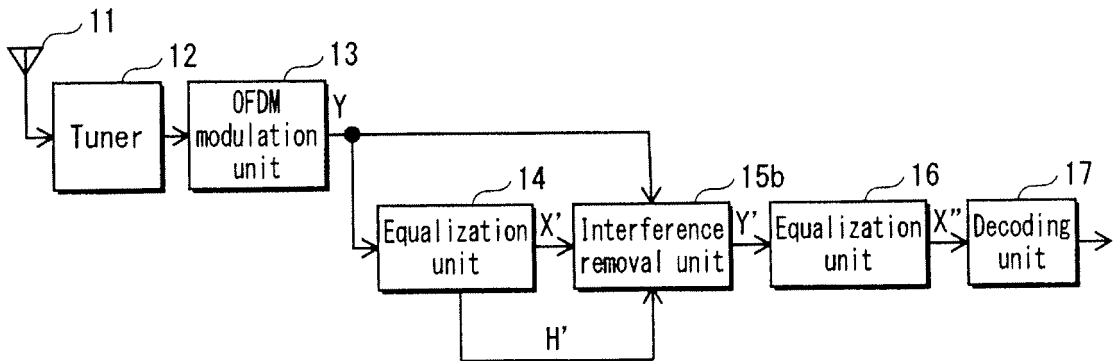 11
12
13
Tuner
OFDM
modulation
unit
Y
14
15b
16
17
Equalization
unit
X'
Interference
removal unit
Y'
Equalization
unit
X"
Decoding
unit
H'